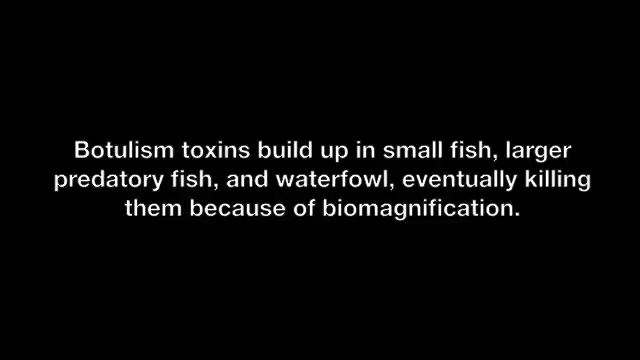 Botulism toxins build up in small fish, larger
predatory fish, and waterfowl, eventually killing
them because of biomagnification.